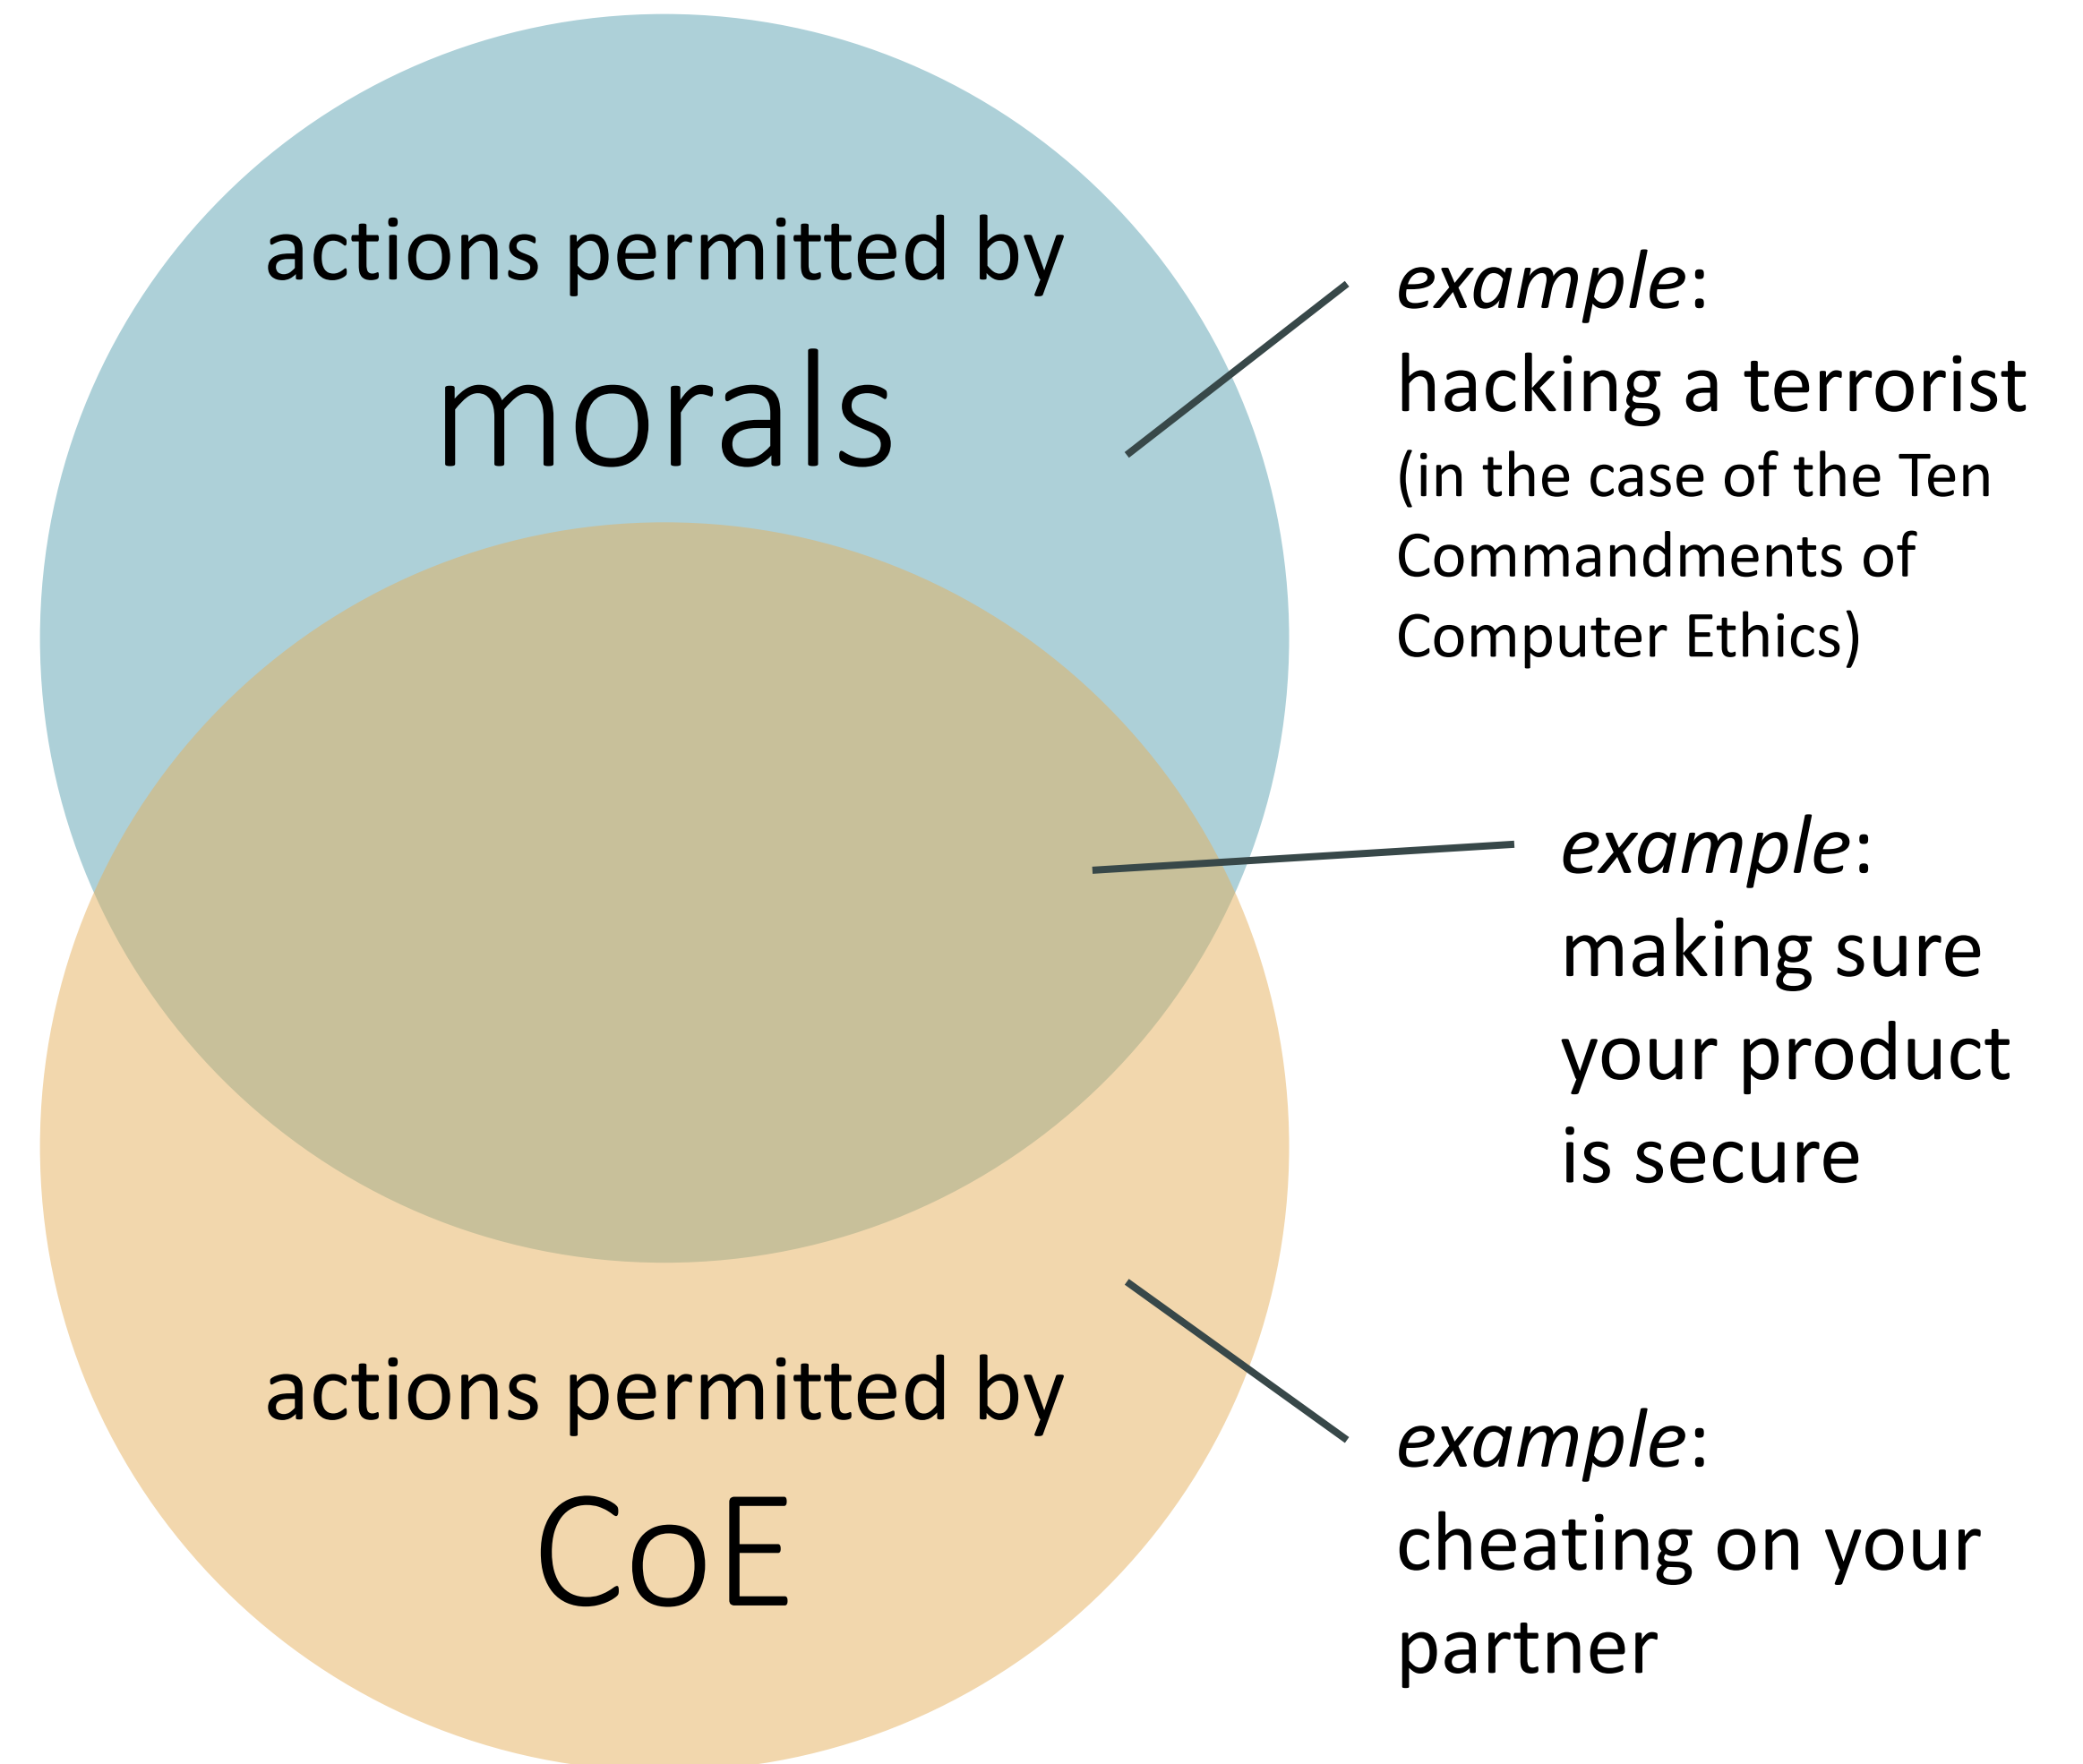 actions permitted by
morals
example:
hacking a terrorist
(in the case of the Ten
Commandments of
Computer Ethics)
example:
making sure
your product
is secure
actions permitted by
CoE
example:
cheating on your
partner